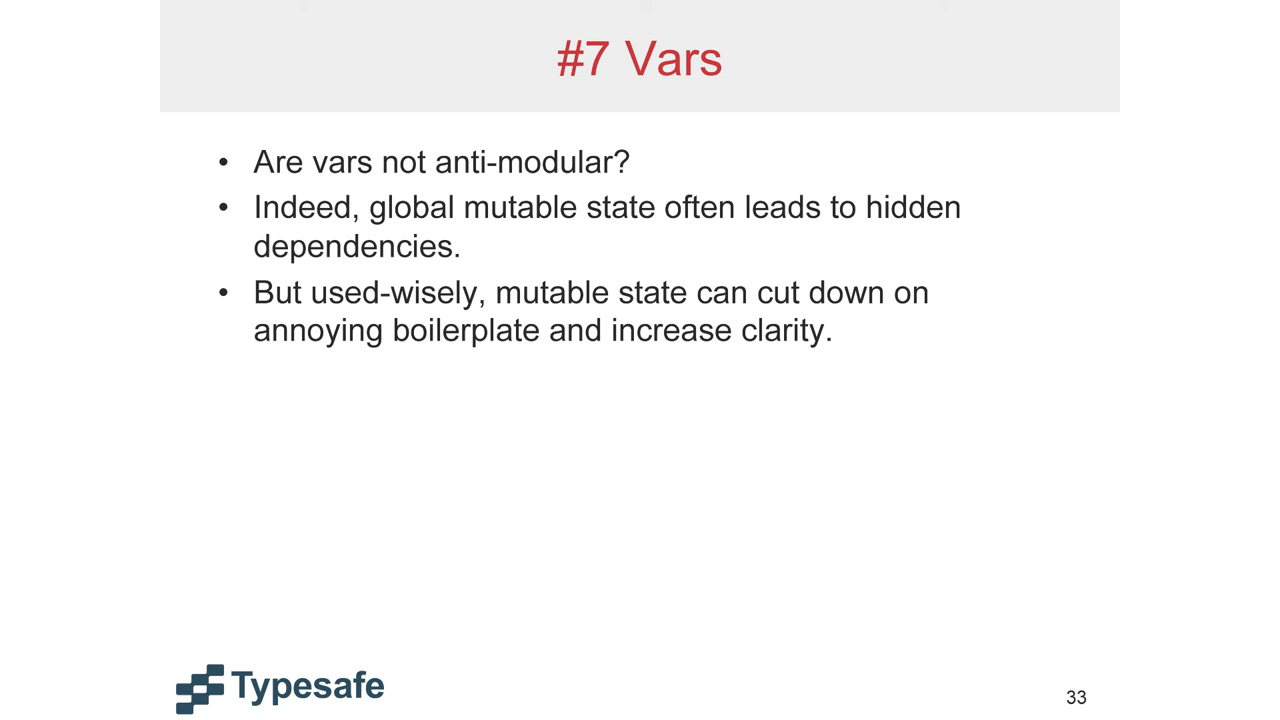 #7 Vars
• Are vars not anti-modular?
• Indeed, global mutable state often leads to hidden
dependencies.
• But used-wisely, mutable state can cut down on
annoying boilerplate and increase clarity.
Typesafe
33